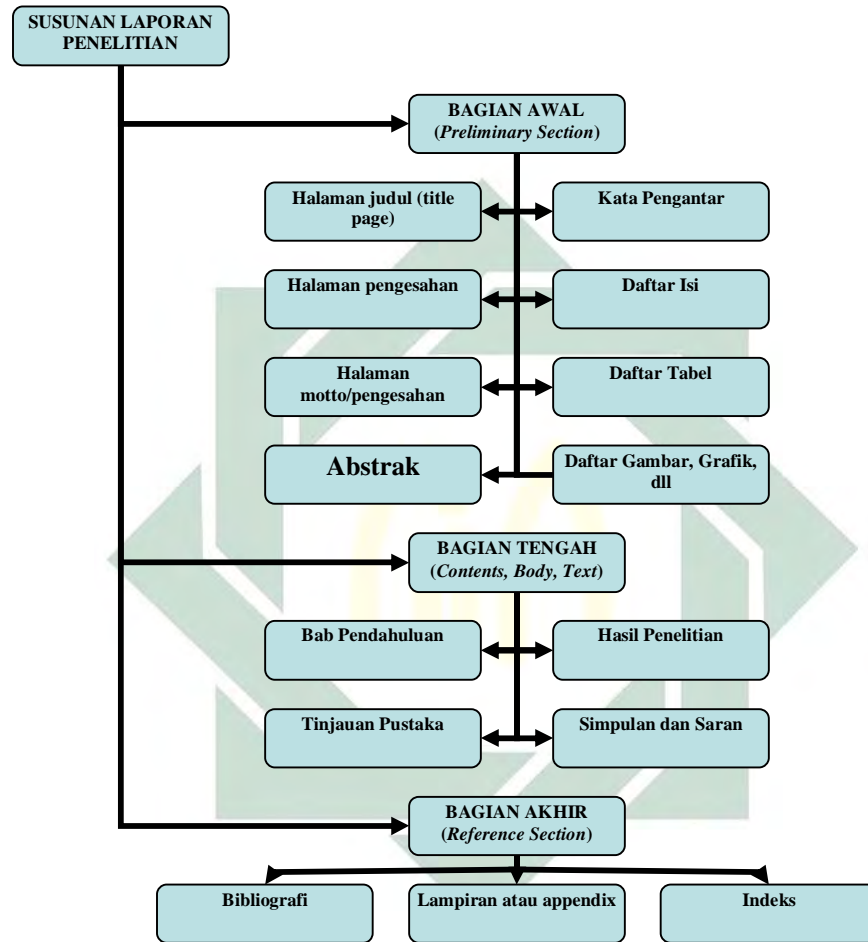 SUSUNAN LAPORAN
PENELITIAN
BAGIAN AWAL
(Preliminary Section)
Halaman judul (title
page)
Kata Pengantar
Halaman pengesahan
Daftar Isi
Halaman
motto/pengesahan
Daftar Tabel
Abstrak
Daftar Gambar, Grafik,
dll
BAGIAN TENGAH
(Contents, Body, Text)
Bab Pendahuluan
Hasil Penelitian
Tinjauan Pustaka
Simpulan dan Saran
BAGIAN AKHIR
(Reference Section)
Bibliografi
Lampiran atau appendix
Indeks